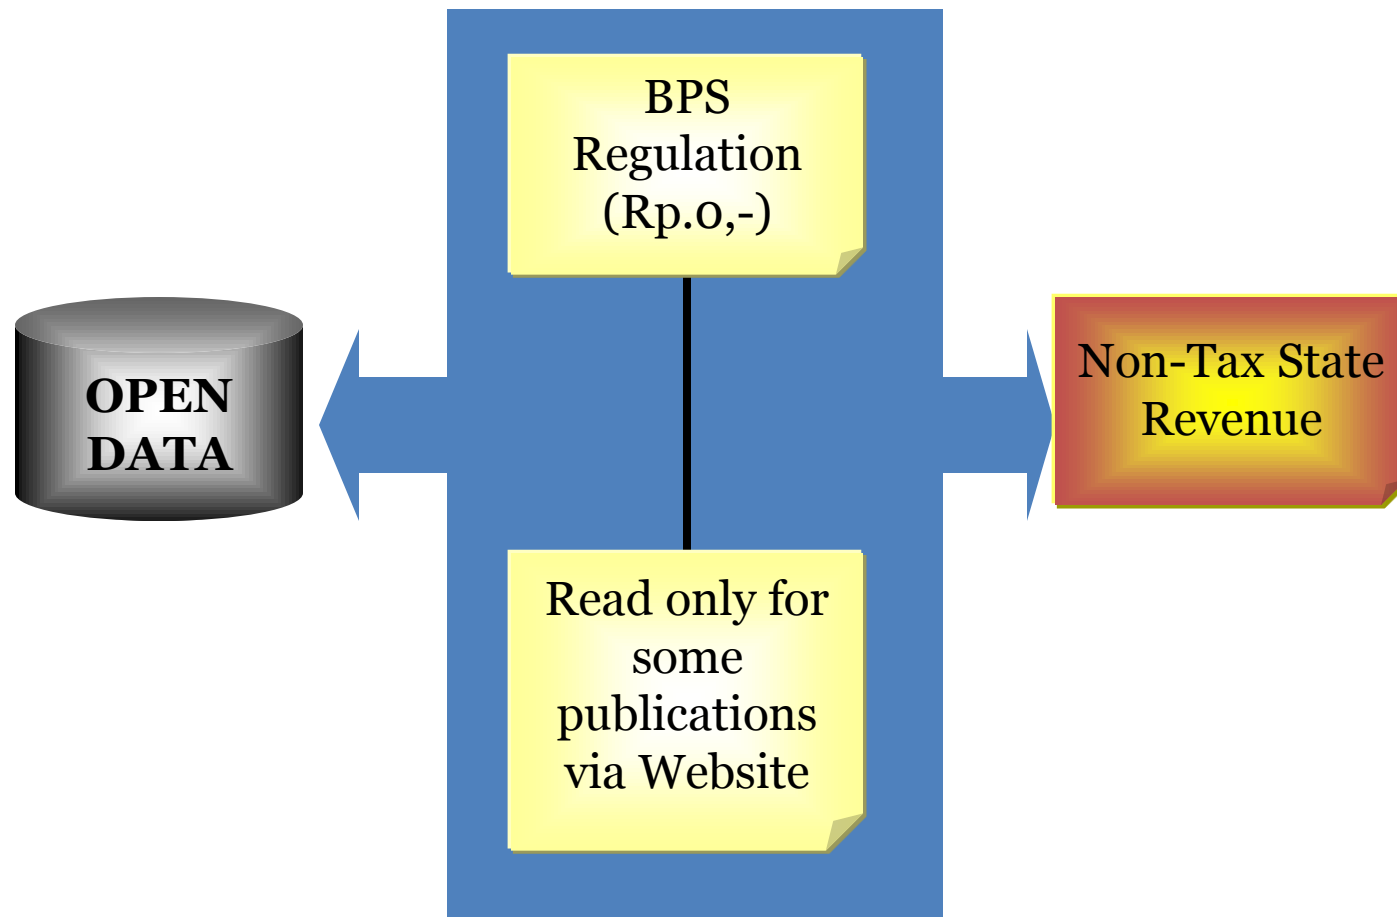 BPS
Regulation
(Rp.0,-)
OPEN
DATA
Non-Tax State
Revenue
Read only for
some
publications
via Website